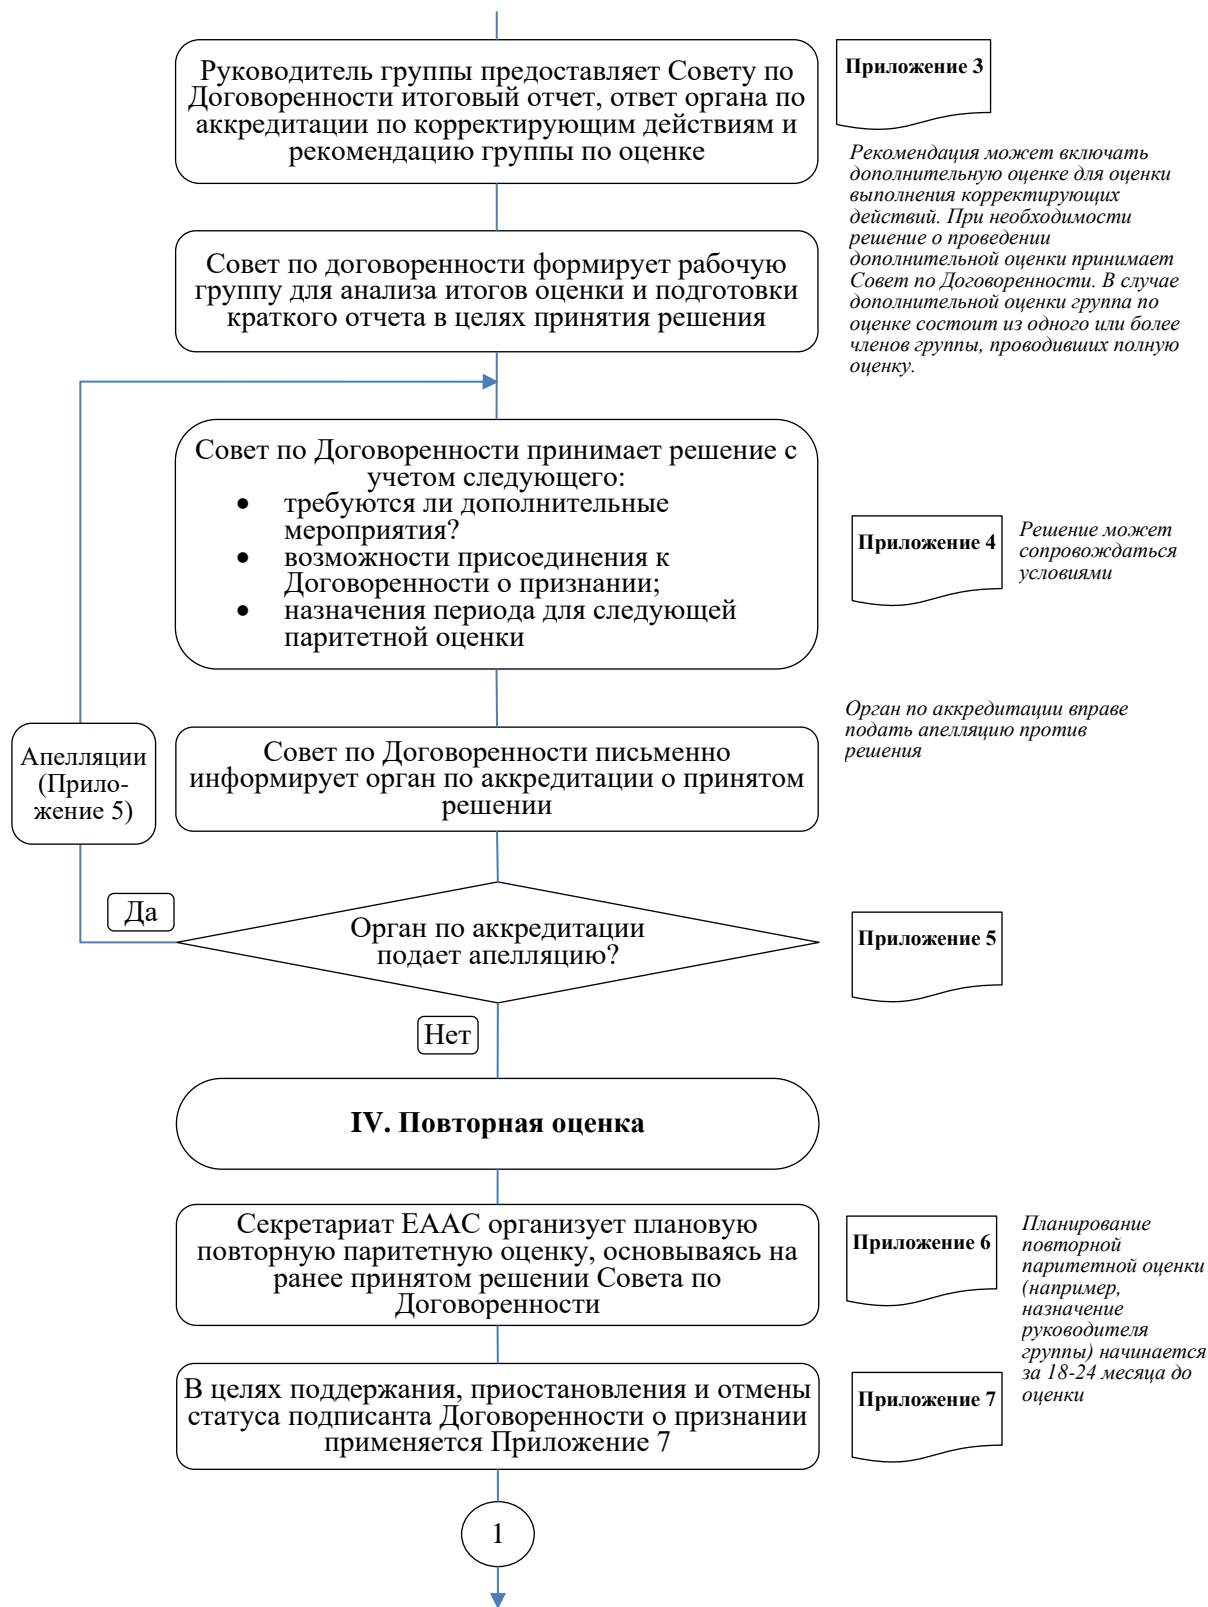 Руководитель группы предоставляет Совету по
Договоренности итоговый отчет, ответ органа по
аккредитации по корректирующим действиям и
рекомендацию группы по оценке
Приложение 3
Рекомендация может включать
дополнительную оценке для оценки
выполнения корректирующих
действий. При необходимости
решение о проведении
дополнительной оценки принимает
Совет по Договоренности. В случае
дополнительной оценки группа по
оценке состоит из одного или более
членов группы, проводивших полную
оценку.
Совет по договоренности формирует рабочую
группу для анализа итогов оценки и подготовки
краткого отчета в целях принятия решения
Совет по Договоренности принимает решение с
учетом следующего:
• требуются ли дополнительные
мероприятия?
• возможности присоединения к
Договоренности о признании;
• назначения периода для следующей
паритетной оценки
Приложение 4
Решение может
сопровождаться
условиями
Орган по аккредитации вправе
подать апелляцию против
решения
Апелляции
(Прило-
жение 5)
Совет по Договоренности письменно
информирует орган по аккредитации о принятом
решении
Да
Орган по аккредитации
подает апелляцию?
Приложение 5
Нет
IV. Повторная оценка
Секретариат ЕААС организует плановую
повторную паритетную оценку, основываясь на
ранее принятом решении Совета по
Договоренности
Приложение 6
Планирование
повторной
паритетной оценки
(например,
назначение
руководителя
группы) начинается
за 18-24 месяца до
оценки
В целях поддержания, приостановления и отмены
статуса подписанта Договоренности о признании
применяется Приложение 7
Приложение 7
1